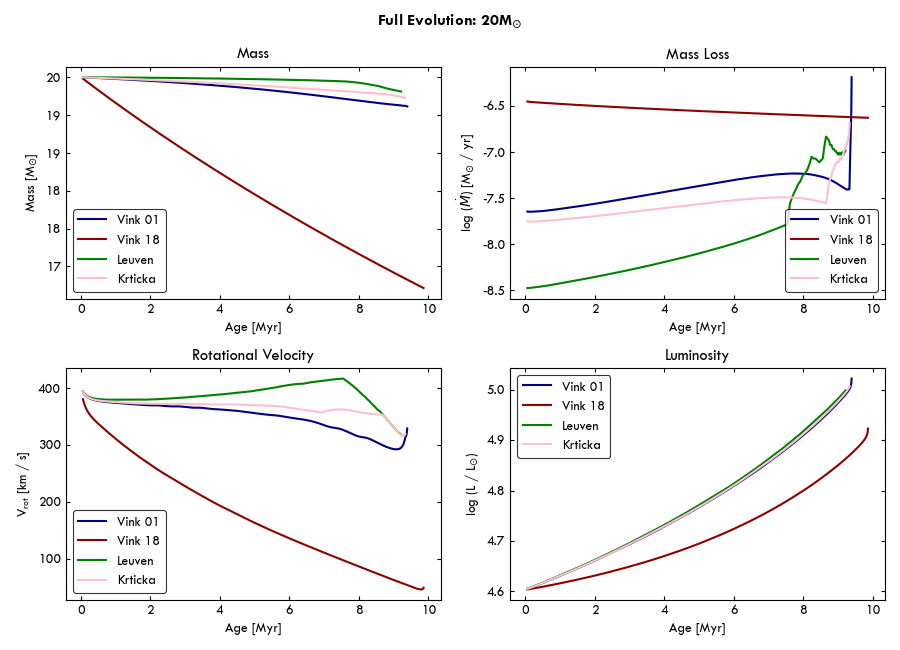 Full Evolution: 20M⊙
Mass
Mass [M⊙]
20
19
19
18
18
17
0 2 4 6 8 10
Age [Myr]
Vink 01
Vink 18
Leuven
Krticka
Mass Loss
log (Ṁ) [M⊙ / yr]
-6.5
-7.0
-7.5
-8.0
-8.5
0 2 4 6 8 10
Age [Myr]
Vink 01
Vink 18
Leuven
Krticka
Rotational Velocity
Vrot [km / s]
400
300
200
100
0 2 4 6 8 10
Age [Myr]
Vink 01
Vink 18
Leuven
Krticka
Luminosity
log (L / L⊙)
5.0
4.9
4.8
4.7
4.6
0 2 4 6 8 10
Age [Myr]
Vink 01
Vink 18
Leuven
Krticka